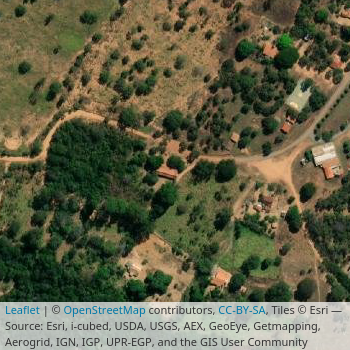 Leaflet | © OpenStreetMap contributors, CC-BY-SA, Tiles © Esri —
Source: Esri, i-cubed, USDA, USGS, AEX, GeoEye, Getmapping,
Aerogrid, IGN, IGP, UPR-EGP, and the GIS User Community